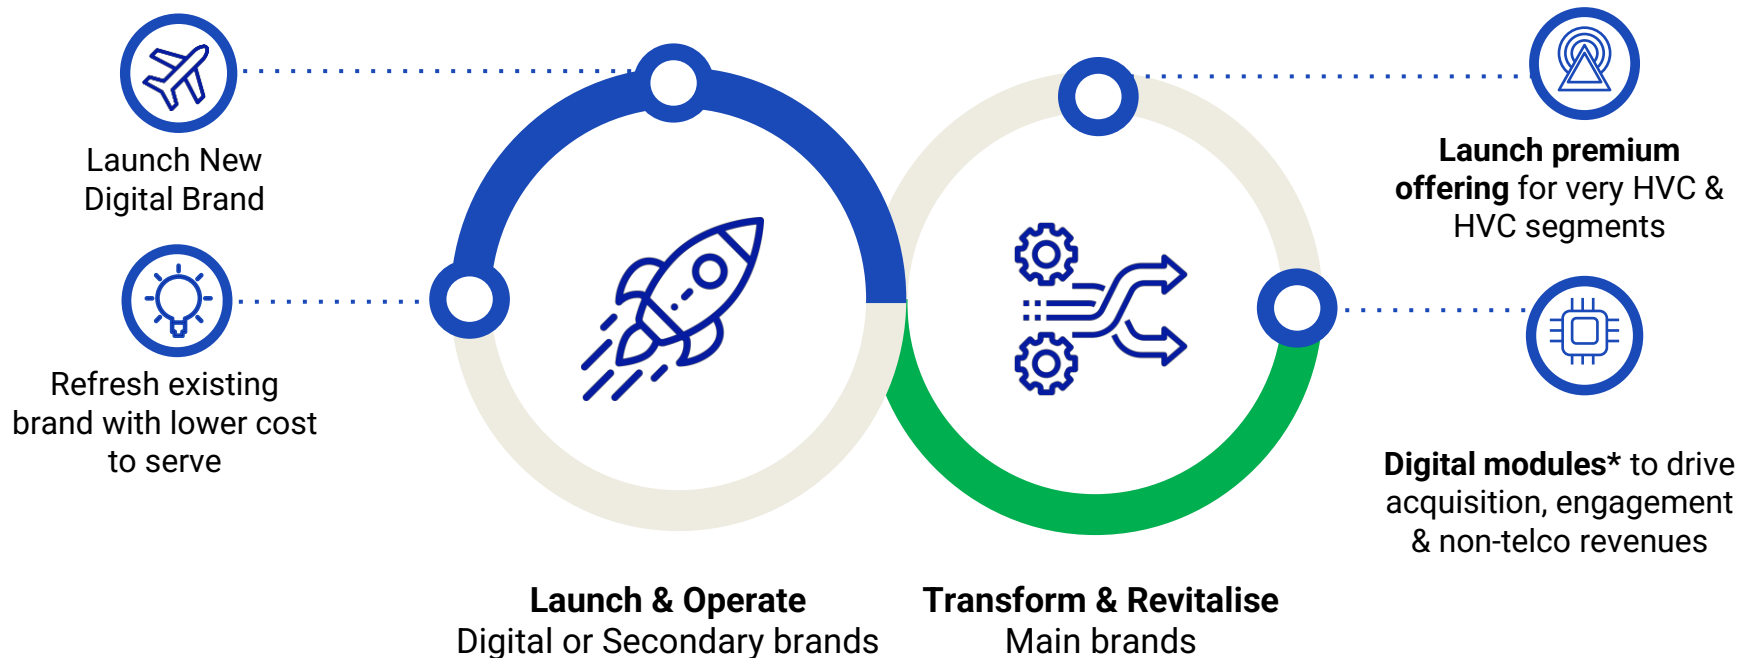 Launch New
Digital Brand
Refresh existing
brand with lower cost
to serve
Launch premium
offering for very HVC &
HVC segments
Digital modules* to drive
acquisition, engagement
& non-telco revenues
Launch & Operate
Digital or Secondary brands
Transform & Revitalise
Main brands